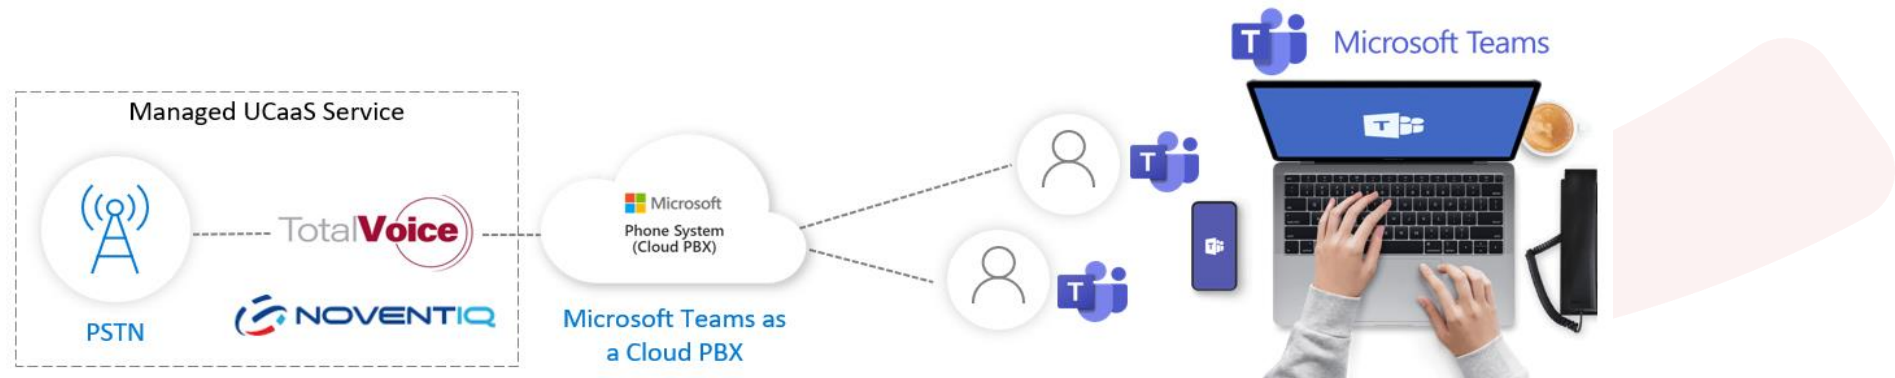 Microsoft Teams
Managed UCaaS Service
TotalVoice
NOVENTIQ
PSTN
Microsoft
Phone System
(Cloud PBX)
Microsoft Teams as
a Cloud PBX
T
T
T
T
T